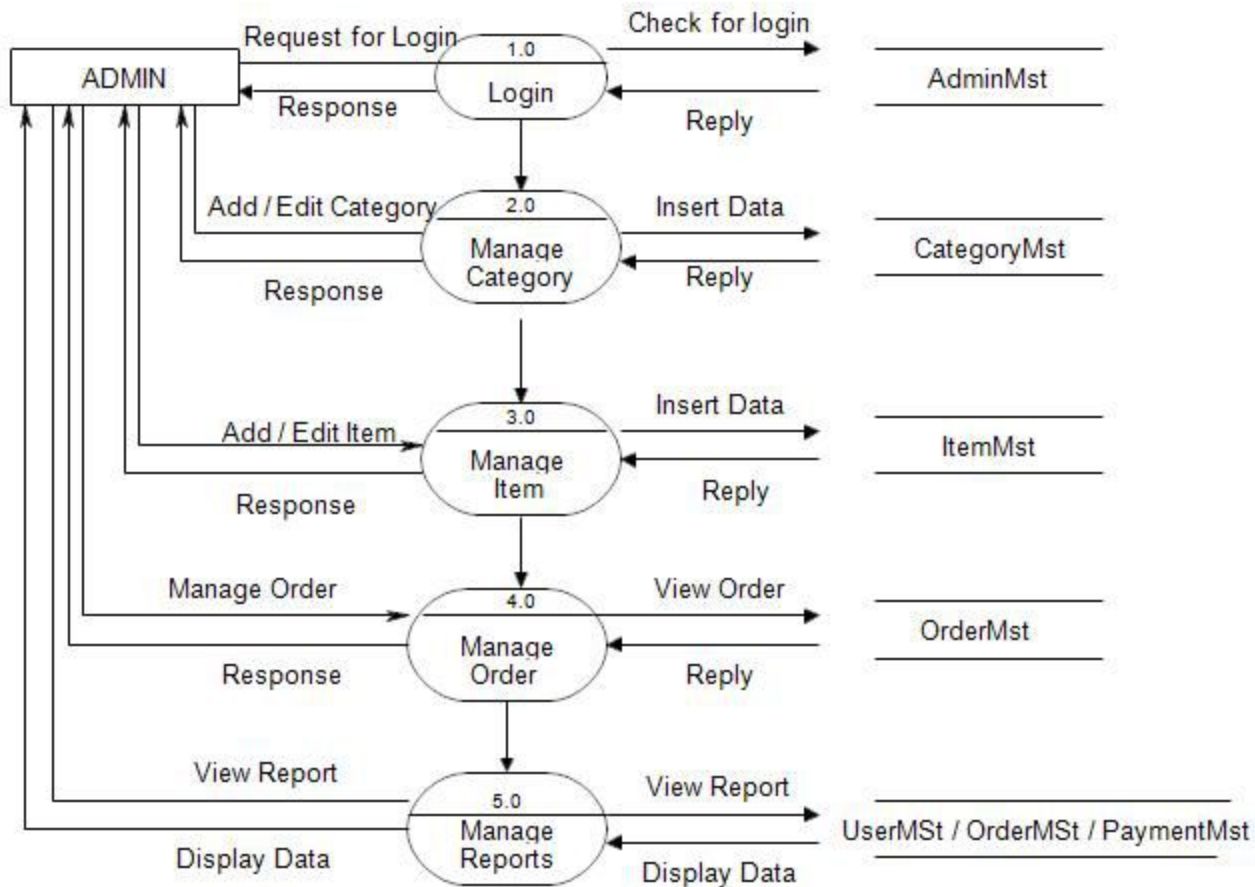 Request for Login
1.0
Check for login
ADMIN
Login
AdminMst
Response
Reply
Add / Edit Category
2.0
Insert Data
Manage
Category
CategoryMst
Response
Reply
Add / Edit Item
3.0
Insert Data
Manage
Item
ItemMst
Response
Reply
Manage Order
4.0
View Order
Manage
Order
OrderMst
Response
Reply
View Report
5.0
View Report
Manage
Reports
UserMSt / OrderMSt / PaymentMst
Display Data
Display Data